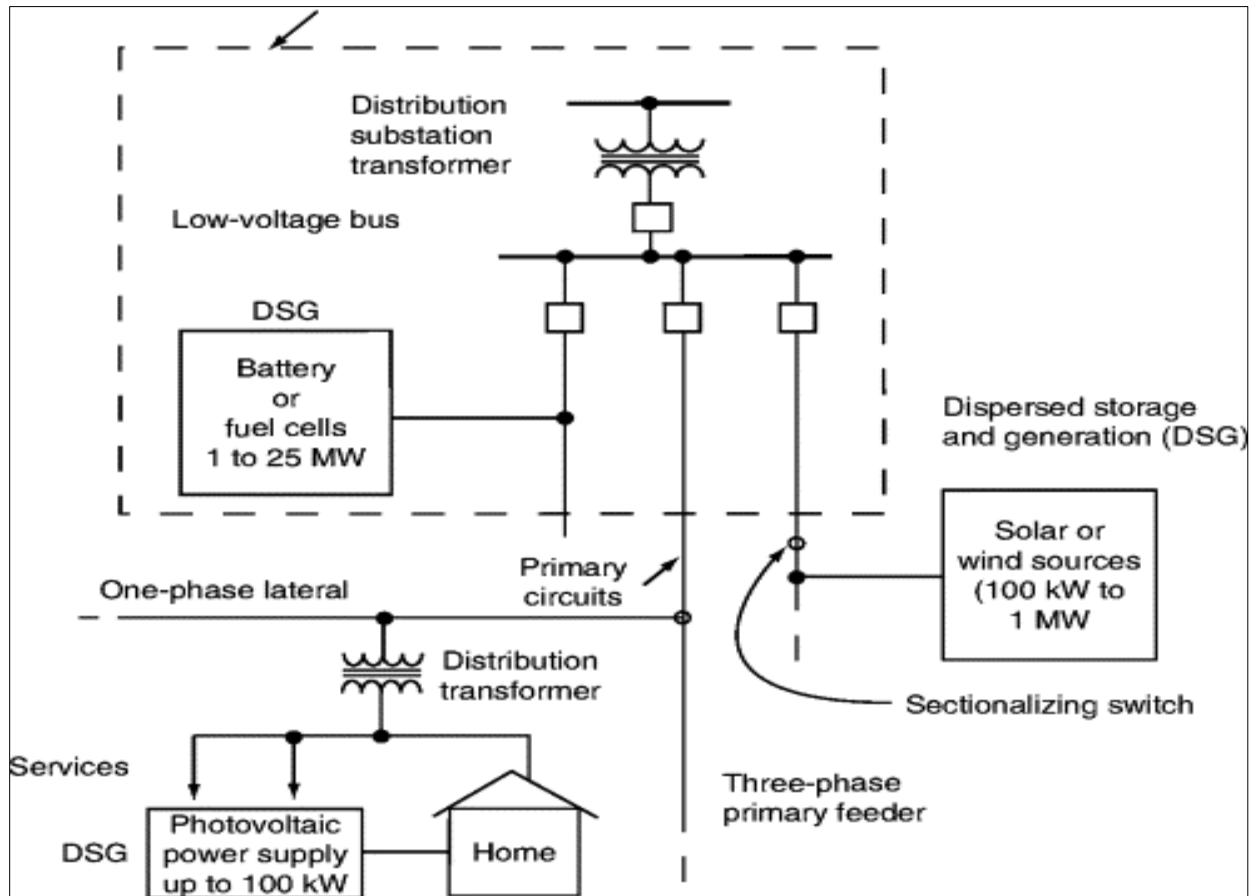 Distribution
substation
transformer
Low-voltage bus
DSG
Battery
or
fuel cells
1 to 25 MW
Dispersed storage
and generation (DSG)
Solar or
wind sources
(100 kW to
1 MW
Primary
circuits
One-phase lateral
Distribution
transformer
Sectionalizing switch
Services
Three-phase
primary feeder
DSG
Photovoltaic
power supply
up to 100 kW
Home